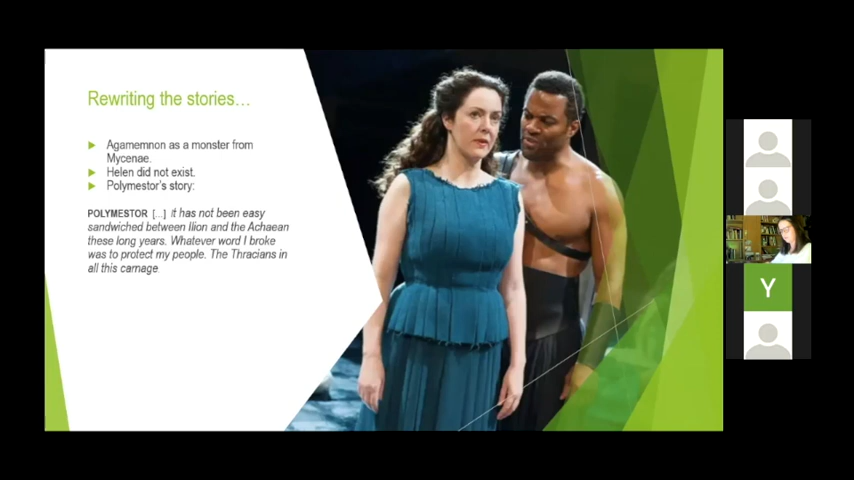 Rewriting the stories…
Agamemnon as a monster from
Mycenae.
Helen did not exist.
Polymestor's story:
POLYMESTOR […] it has not been easy
sandwiched between Ilion and the Achaean
these long years. Whatever word I broke
was to protect my people. The Thracians in
all this carnage
Y